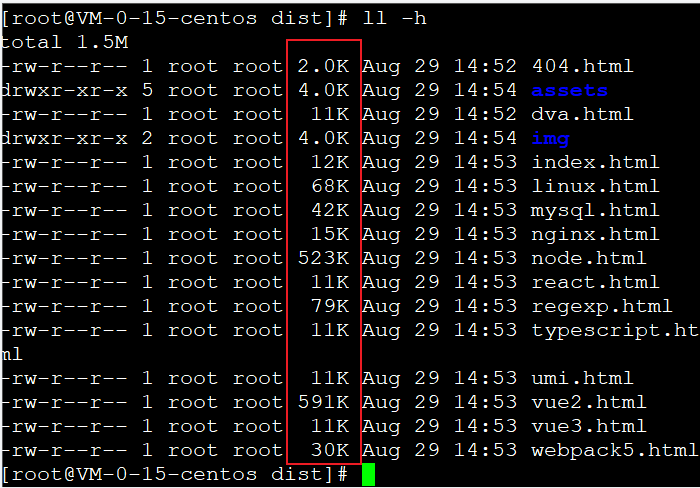 [root@VM-0-15-centos dist]# ll -h
total 1.5M
-rw-r--r-- 1 root root 2.0K Aug 29 14:52 404.html
drwxr-xr-x 5 root root 4.0K Aug 29 14:54 assets
-rw-r--r-- 1 root root 11K Aug 29 14:52 dva.html
drwxr-xr-x 2 root root 4.0K Aug 29 14:54 img
-rw-r--r-- 1 root root 12K Aug 29 14:53 index.html
-rw-r--r-- 1 root root 68K Aug 29 14:53 linux.html
-rw-r--r-- 1 root root 42K Aug 29 14:53 mysql.html
-rw-r--r-- 1 root root 15K Aug 29 14:53 nginx.html
-rw-r--r-- 1 root root 523K Aug 29 14:53 node.html
-rw-r--r-- 1 root root 11K Aug 29 14:53 react.html
-rw-r--r-- 1 root root 79K Aug 29 14:53 regexp.html
-rw-r--r-- 1 root root 11K Aug 29 14:53 typescript.ht
ml
-rw-r--r-- 1 root root 11K Aug 29 14:53 umi.html
-rw-r--r-- 1 root root 591K Aug 29 14:53 vue2.html
-rw-r--r-- 1 root root 11K Aug 29 14:53 vue3.html
-rw-r--r-- 1 root root 30K Aug 29 14:53 webpack5.html
[root@VM-0-15-centos dist]#